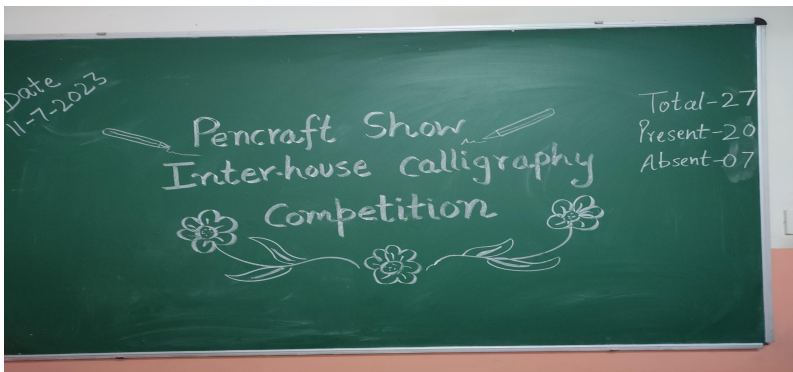 Date
11-7-2023
Pencraft Show
Inter-house Calligraphy
Competition
Total-27
Present-20
Absent-07